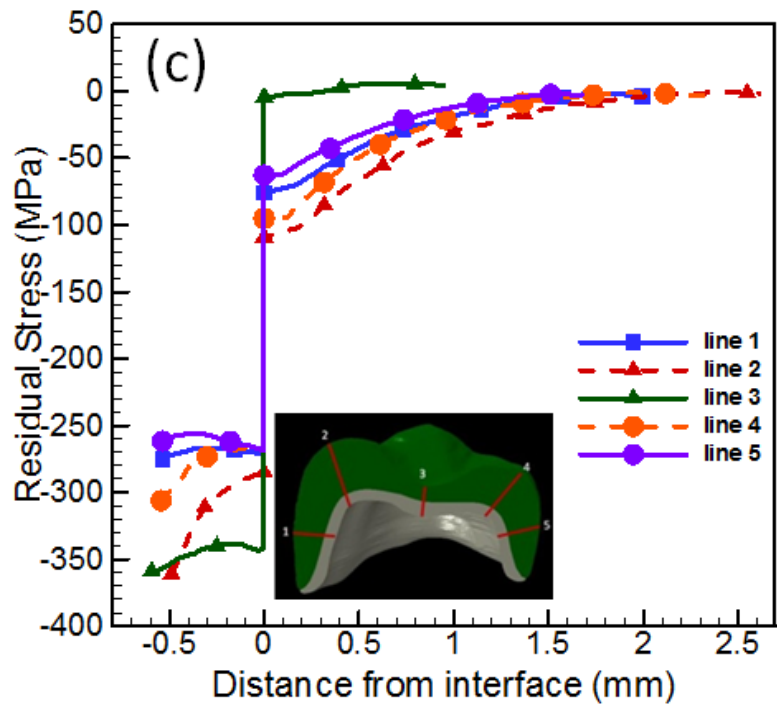 (c)
50
0
-50
-100
-150
-200
-250
-300
-350
-400
Residual Stress (MPa)
line 1
line 2
line 3
line 4
line 5
2
3
4
1
5
-0.5
0
0.5
1
1.5
2
2.5
Distance from interface (mm)